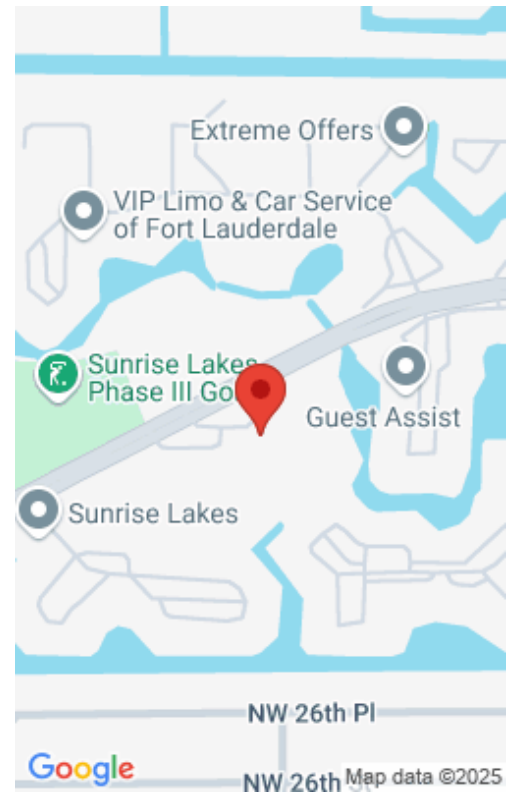 Extreme Offers
VIP Limo & Car Service
of Fort Lauderdale
Sunrise Lakes
Phase III Go
Guest Assist
Sunrise Lakes
NW 26th Pl
Google
NW 26th
Map data ©2025